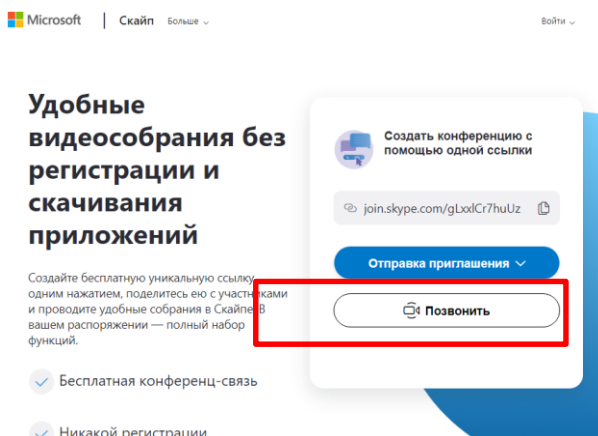 Microsoft | Скайп Больше
Войти
Удобные
видеособрания без
регистрации и
скачивания
приложений
Создайте бесплатную уникальную ссылку
одним нажатием, поделитесь ею с участниками
и проводите удобные собрания в Скайпе. В
вашем распоряжении — полный набор
функций.
Бесплатная конференц-связь
Никакой регистрации
Создать конференцию с
помощью одной ссылки
join.skype.com/gLxxlCr7huUz
Отправка приглашения
Позвонить